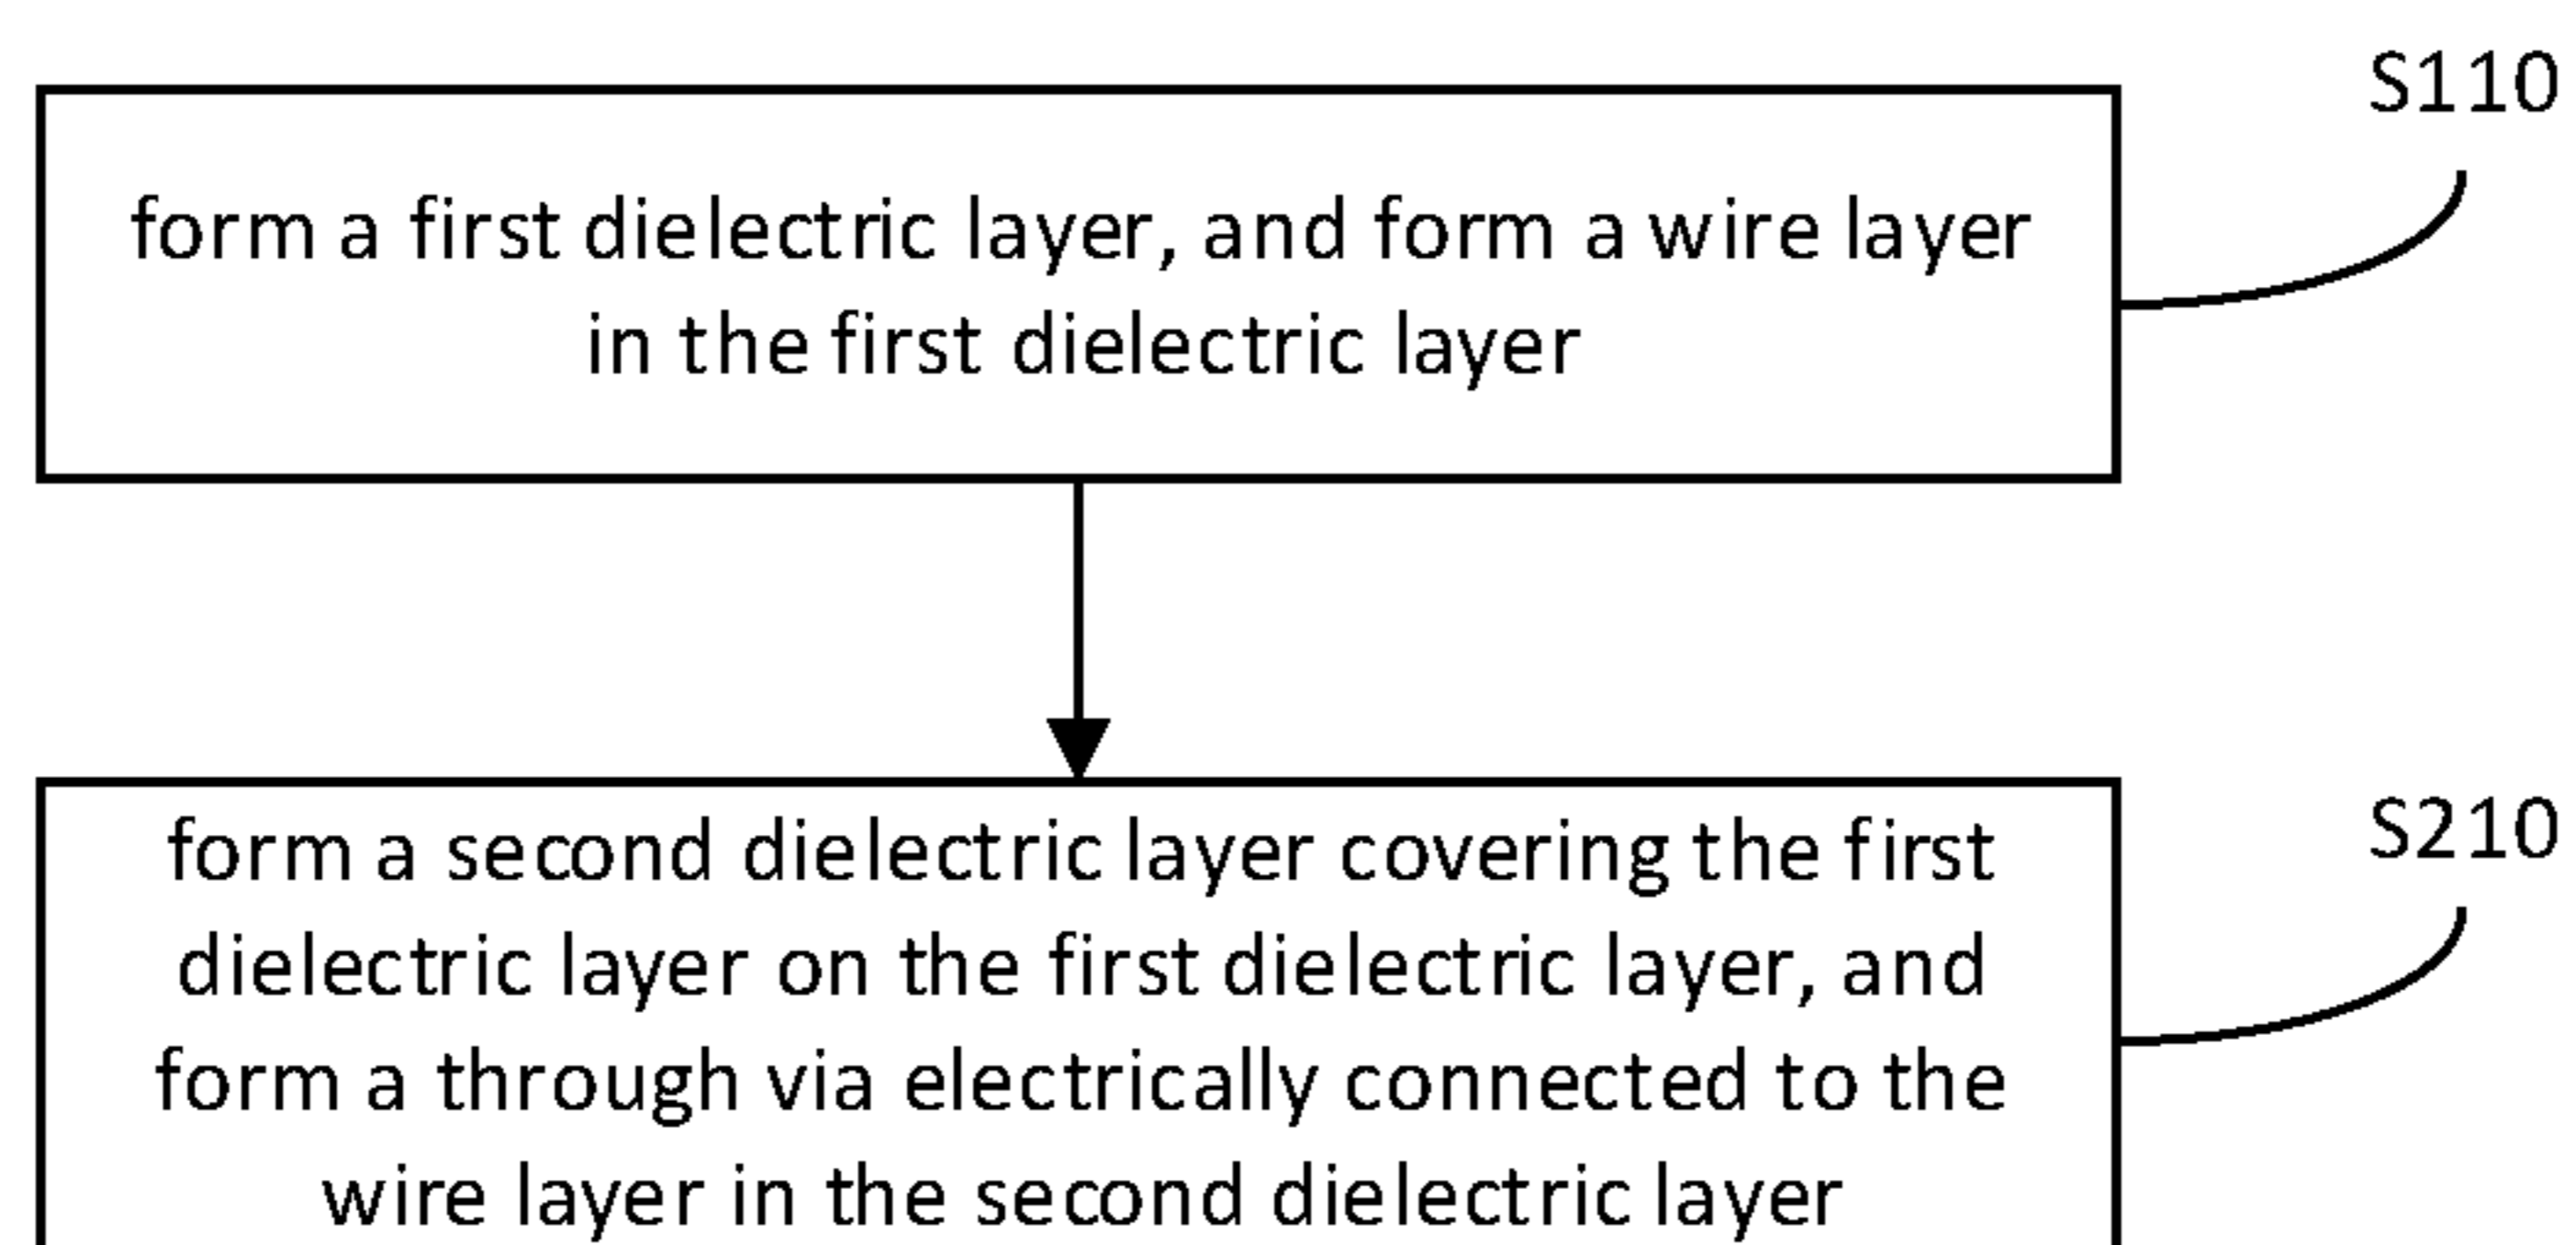 S110
form a first dielectric layer, and form a wire layer
in the first dielectric layer
S210
form a second dielectric layer covering the first
dielectric layer on the first dielectric layer, and
form a through via electrically connected to the
wire layer in the second dielectric layer